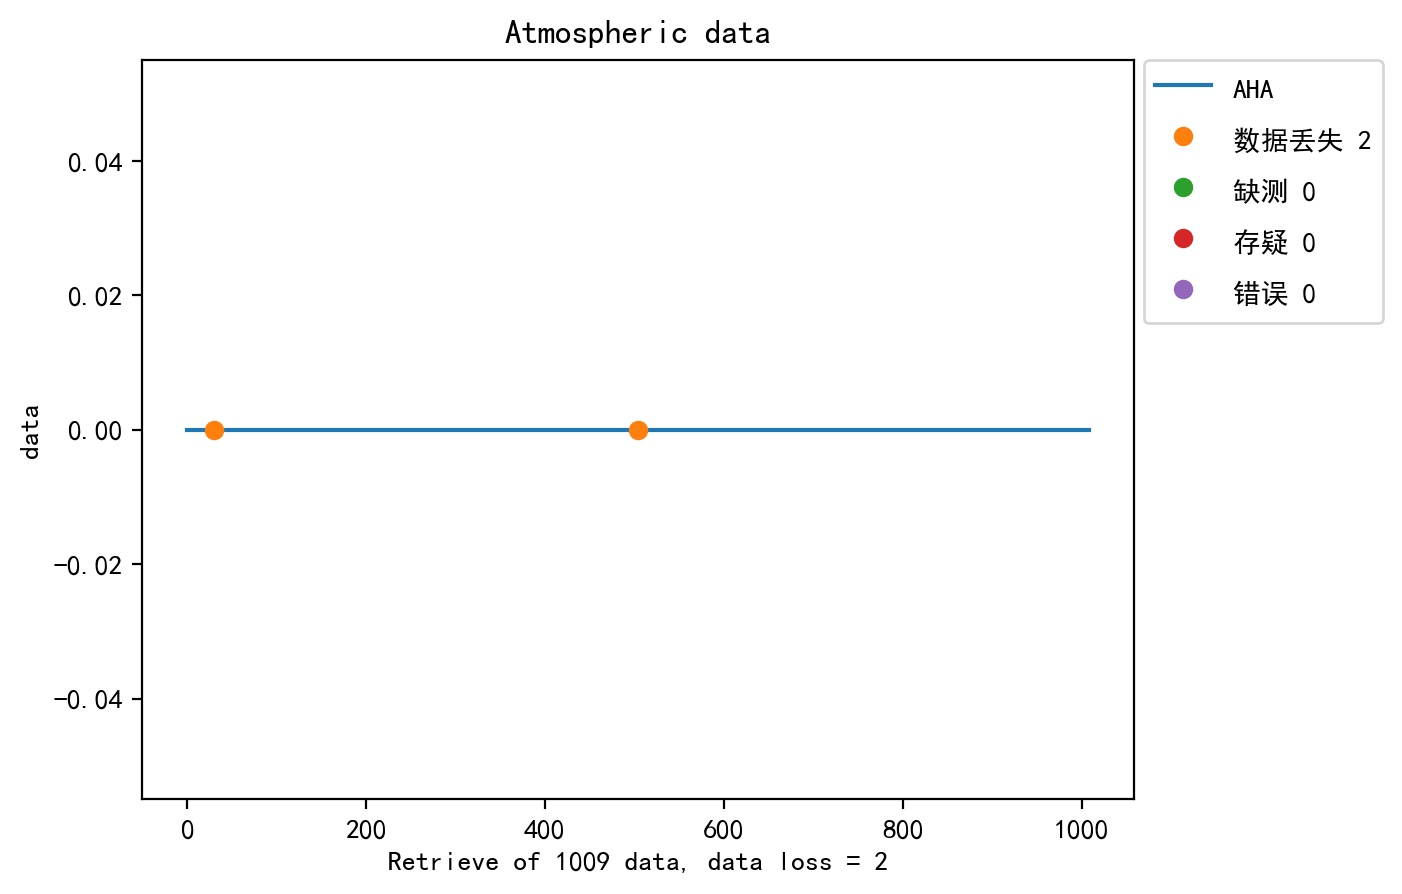 Atmospheric data
AHA
数据丢失 2
缺测 0
存疑 0
错误 0
data
0.04
0.02
0.00
−0.02
−0.04
0 200 400 600 800 1000
Retrieve of 1009 data, data loss = 2